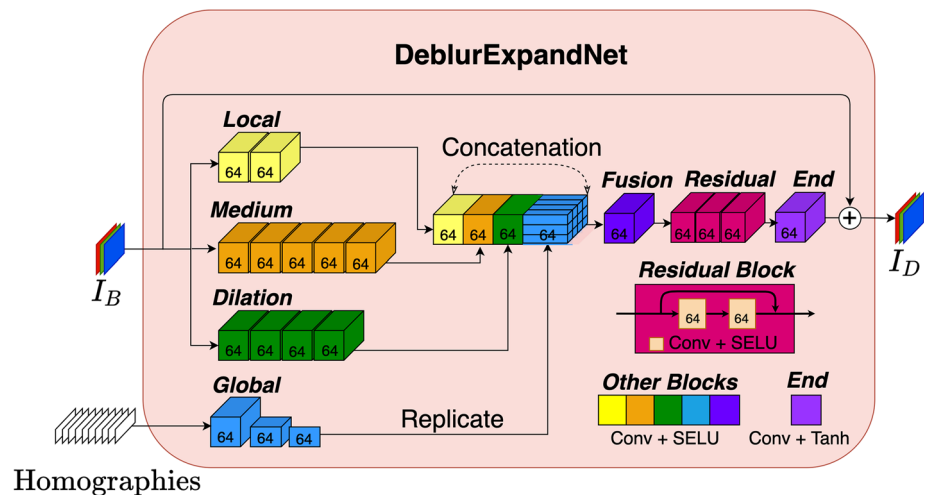 DeblurExpandNet
Local
64 64
Concatenation
Medium
64 64 64 64 64
64 64 64 64
Fusion
64
Residual
64 64 64
End
64
+
I_B
I_D
Dilation
64 64 64 64
Global
64 64 64
Replicate
Homographies
Residual Block
64 64
Conv + SELU
Other Blocks
Conv + SELU
End
Conv + Tanh